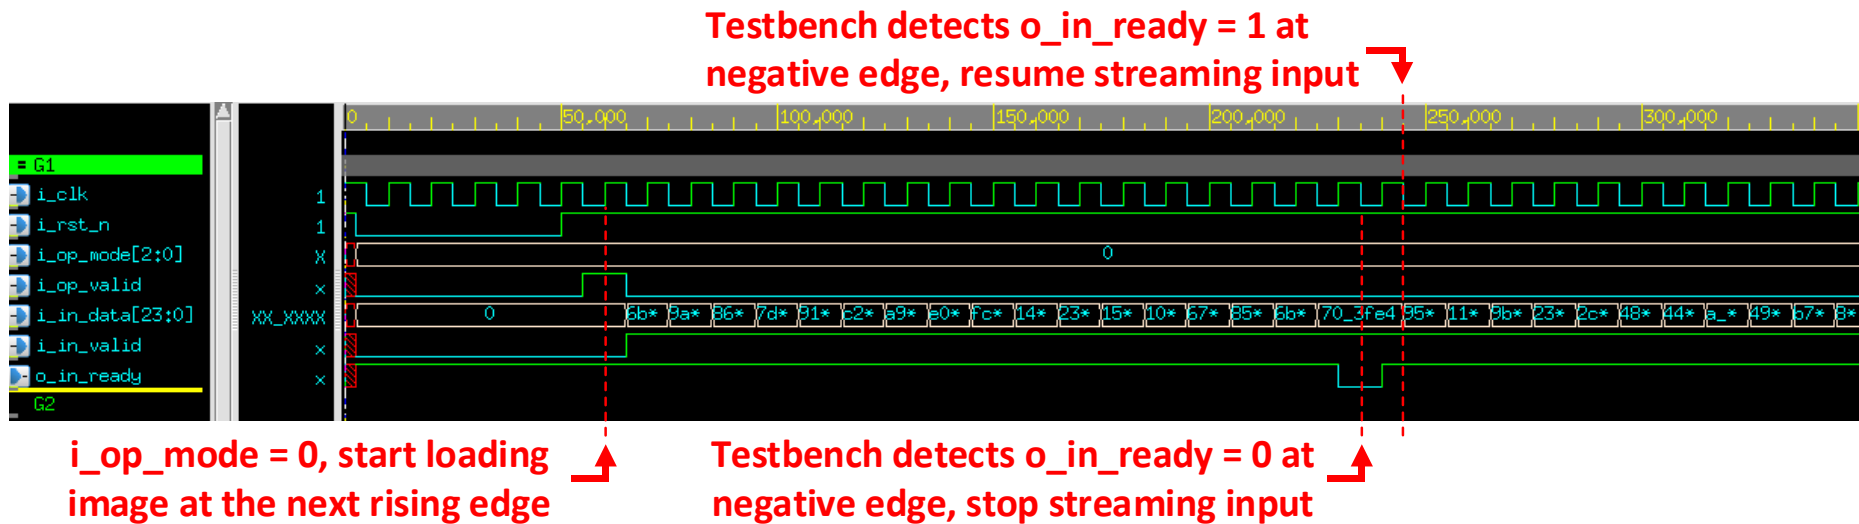 Testbench detects o_in_ready = 1 at
negative edge, resume streaming input
0 50,000 100,000 150,000 200,000 250,000 300,000
= G1
i_clk 1
i_rst_n 1
i_op_mode[2:0] X 0
i_op_valid x
i_in_data[23:0] XX_XXXX 0 6b* 9a* 86* 7d* 91* c2* a9* e0* fc* 14* 23* 15* 10* 67* 85* 6b* 70_3fe4 95* 11* 9b* 23* 2c* 48* 44* a_* 49* b7* 8*
i_in_valid x
o_in_ready x
G2
i_op_mode = 0, start loading
image at the next rising edge
Testbench detects o_in_ready = 0 at
negative edge, stop streaming input